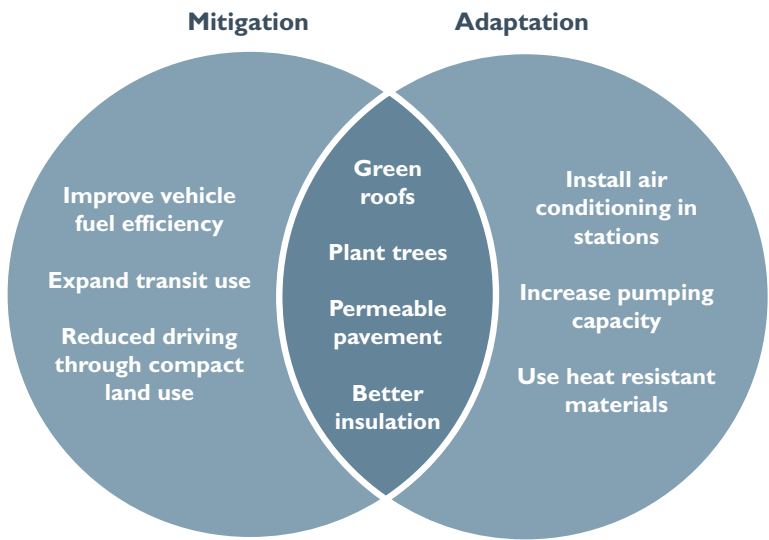 Mitigation
Adaptation
Improve vehicle
fuel efficiency
Expand transit use
Reduced driving
through compact
land use
Green
roofs
Plant trees
Permeable
pavement
Better
insulation
Install air
conditioning in
stations
Increase pumping
capacity
Use heat resistant
materials